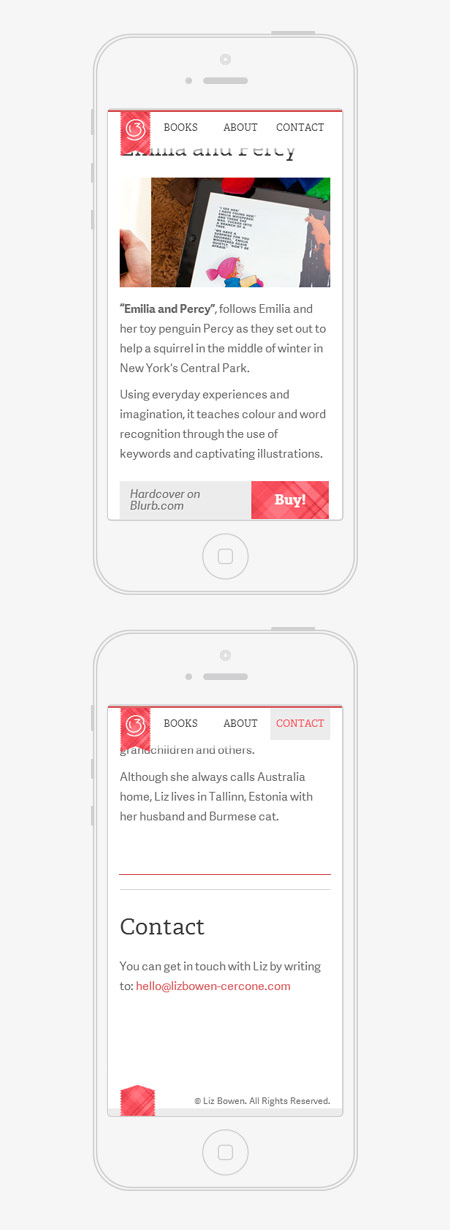 BOOKS ABOUT CONTACT
Emilia and Percy
“Emilia and Percy”, follows Emilia and
her toy penguin Percy as they set out to
help a squirrel in the middle of winter in
New York's Central Park.
Using everyday experiences and
imagination, it teaches colour and word
recognition through the use of
keywords and captivating illustrations.
Hardcover on
Blurb.com
Buy!
BOOKS ABOUT CONTACT
grandchildren and others.
Although she always calls Australia
home, Liz lives in Tallinn, Estonia with
her husband and Burmese cat.
Contact
You can get in touch with Liz by writing
to: hello@lizbowen-cercone.com
© Liz Bowen. All Rights Reserved.